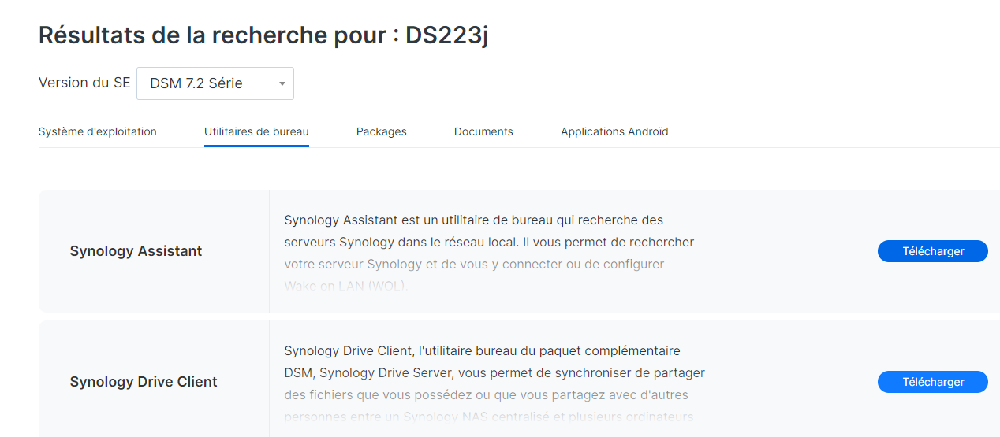 Résultats de la recherche pour : DS223j
Version du SE DSM 7.2 Série
Système d'exploitation Utilitaires de bureau Packages Documents Applications Androïd
Synology Assistant est un utilitaire de bureau qui recherche des
serveurs Synology dans le réseau local. Il vous permet de rechercher
Synology Assistant
Télécharger
votre serveur Synology et de vous y connecter ou de configurer
Wake on LAN (WOL).
Synology Drive Client, l'utilitaire bureau du paquet complémentaire
DSM, Synology Drive Server, vous permet de synchroniser de partager
Synology Drive Client
Télécharger
des fichiers que vous possédez ou que vous partagez avec d'autres
personnes entre un Synology NAS centralisé et plusieurs ordinateurs